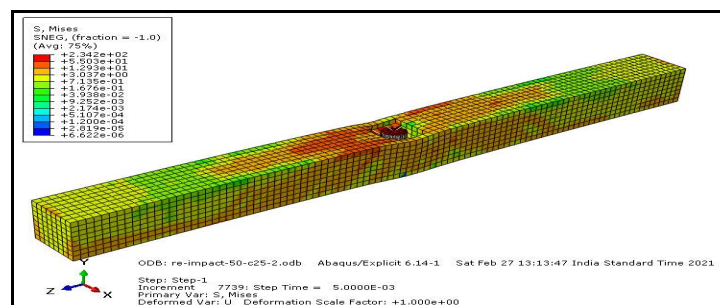 S, Mises
SNEG, (fraction = -1.0)
(Avg: 75%)
+2.342e+02
+5.503e+01
+1.293e+01
+3.037e+00
+7.135e-01
+1.676e-01
+3.938e-02
+9.252e-03
+2.174e-03
+5.107e-04
+1.200e-04
+2.819e-05
+6.622e-06
Y
Z
X
ODB: re-impact-50-c25-2.odb Abaqus/Explicit 6.14-1 Sat Feb 27 13:13:47 India Standard Time 2021
Step: Step-1
Increment 7739: Step Time = 5.0000E-03
Primary Var: S, Mises
Deformed Var: U Deformation Scale Factor: +1.000e+00